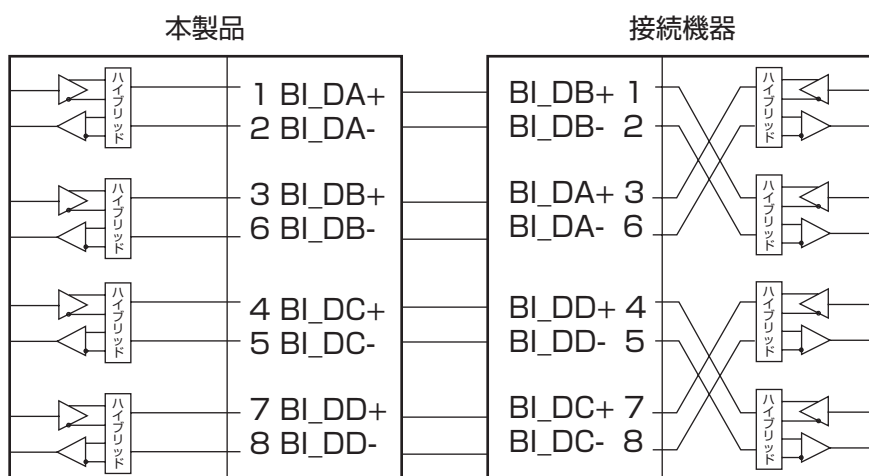 本製品
接続機器
ハイブリッド
1 BI_DA+
2 BI_DA-
ハイブリッド
3 BI_DB+
6 BI_DB-
ハイブリッド
4 BI_DC+
5 BI_DC-
ハイブリッド
7 BI_DD+
8 BI_DD-
BI_DB+ 1
BI_DB- 2
ハイブリッド
BI_DA+ 3
BI_DA- 6
ハイブリッド
BI_DD+ 4
BI_DD- 5
ハイブリッド
BI_DC+ 7
BI_DC- 8
ハイブリッド